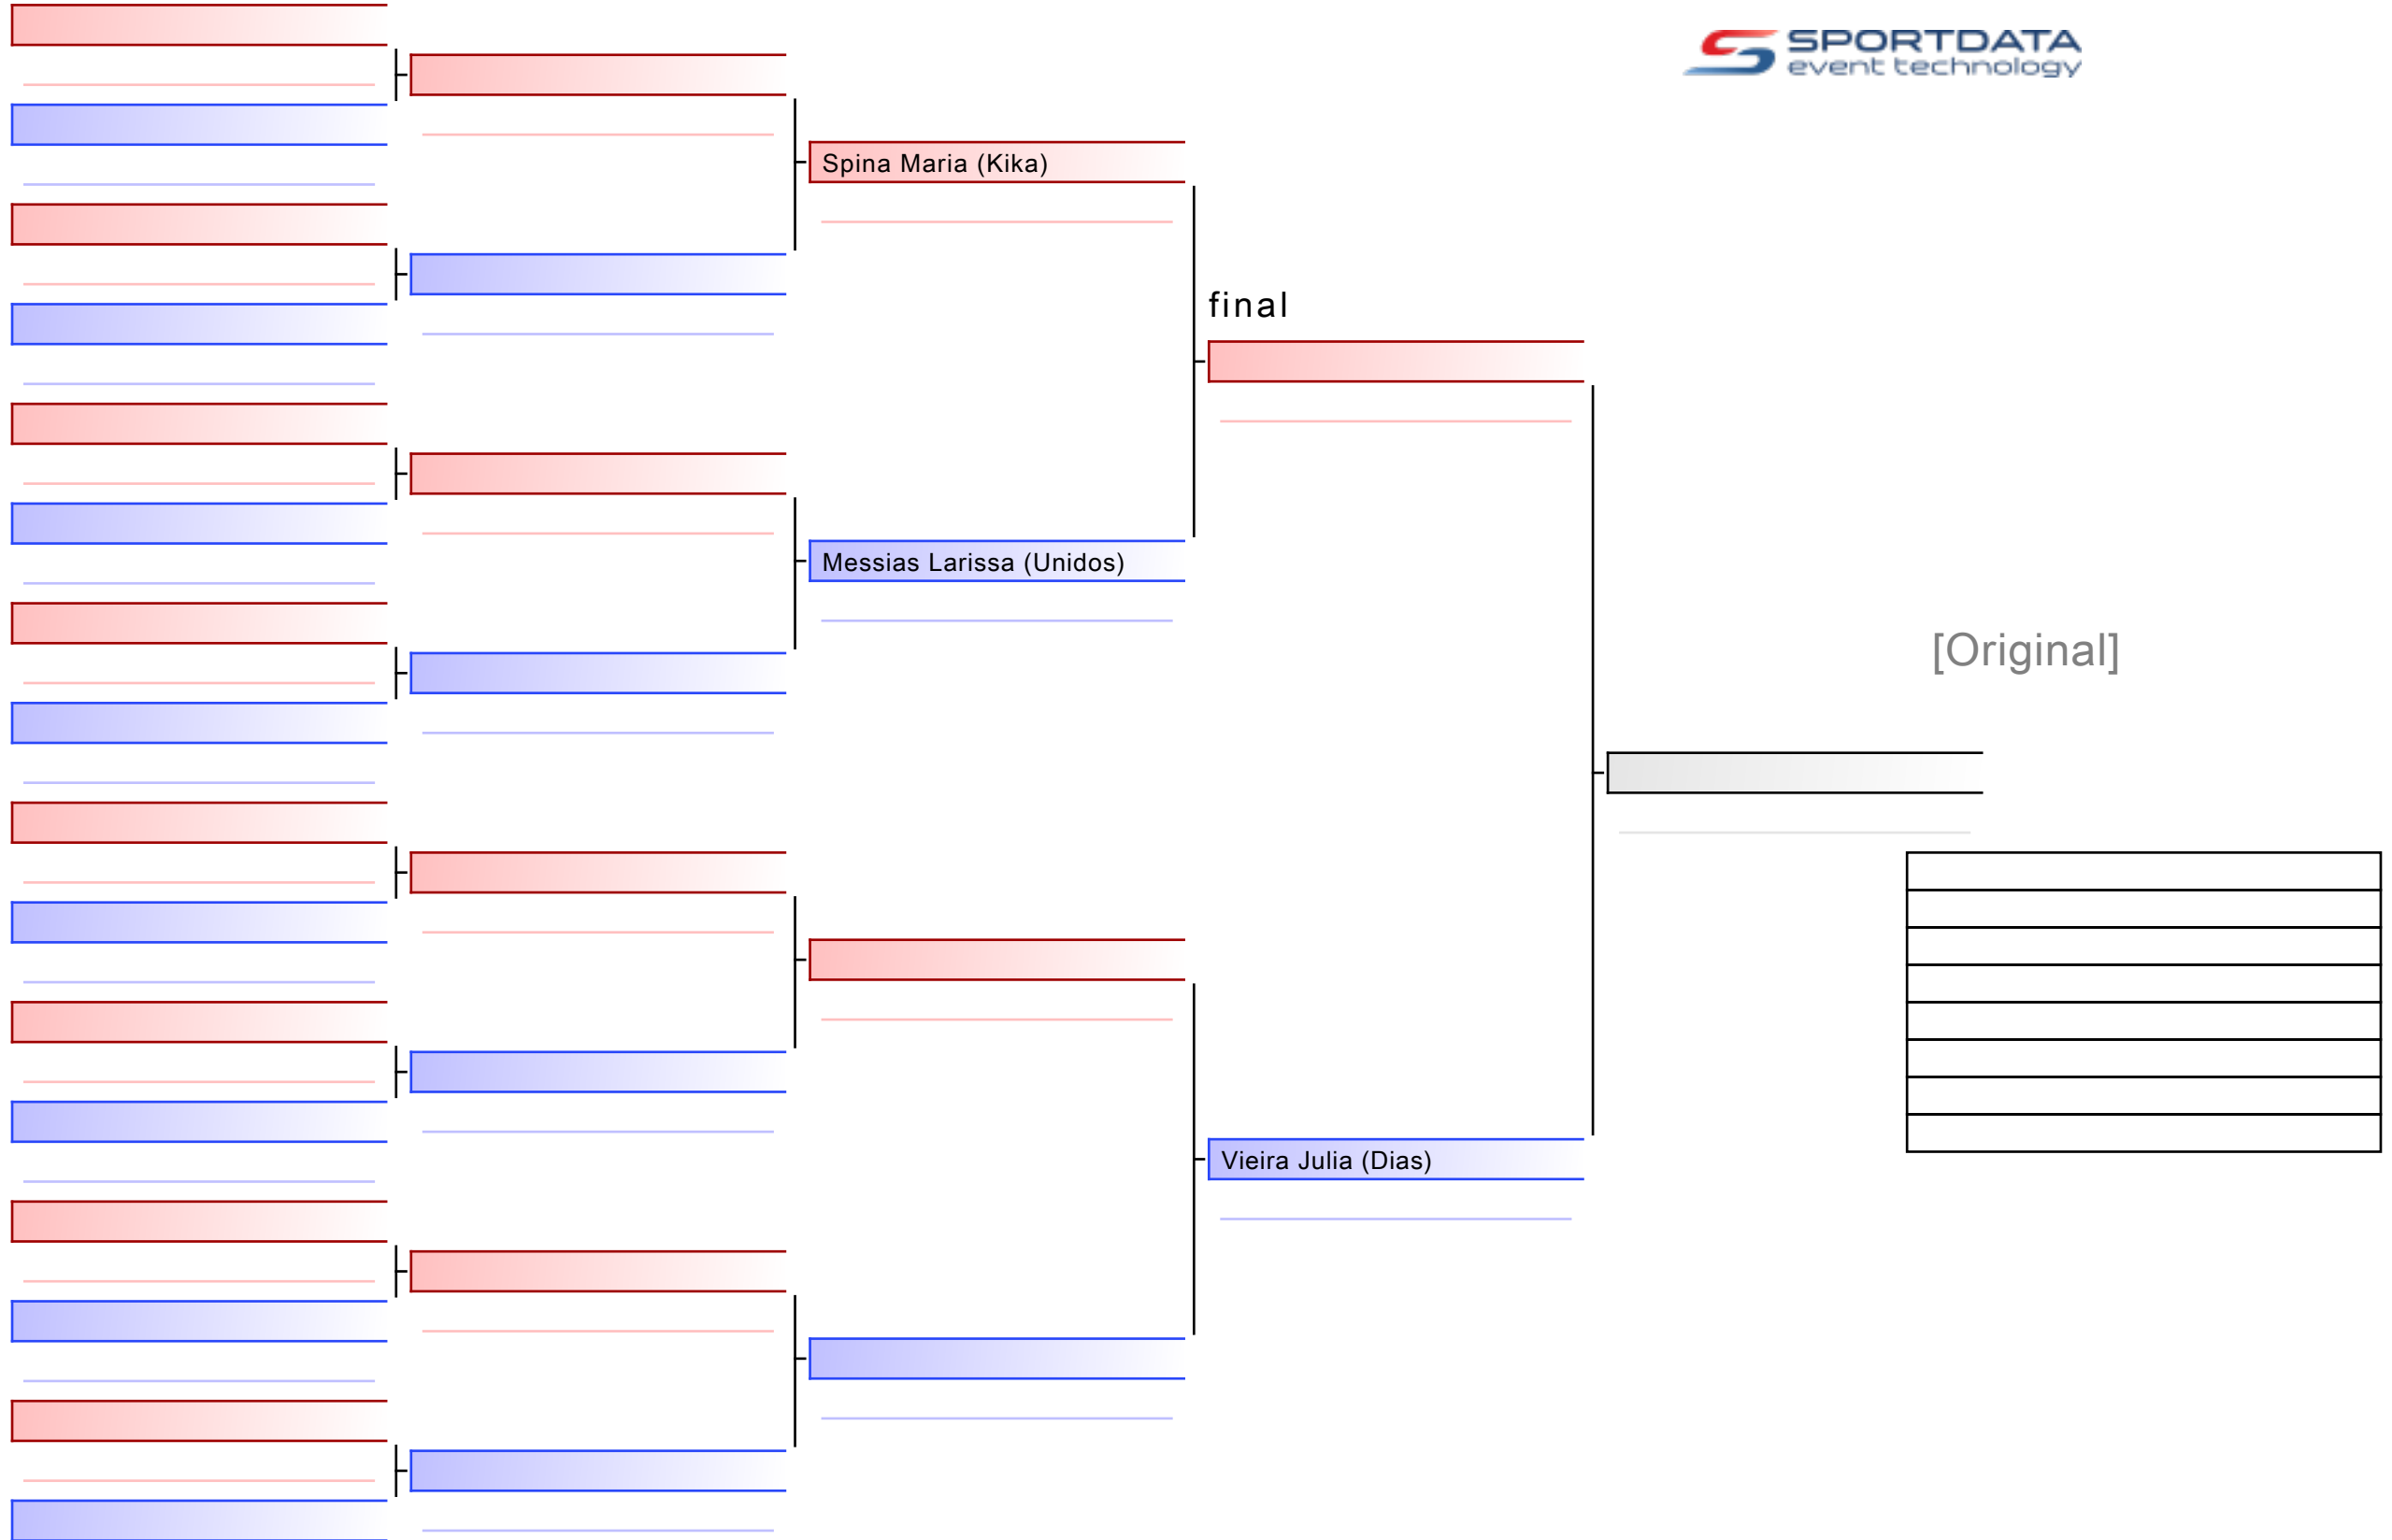 SPORTDATA
event technology
Spina Maria (Kika)
final
Messias Larissa (Unidos)
[Original]
Vieira Julia (Dias)